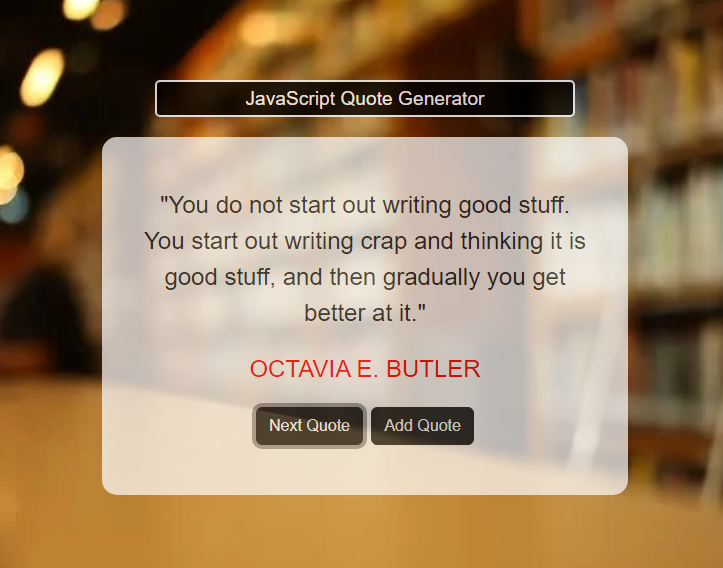 JavaScript Quote Generator
"You do not start out writing good stuff.
You start out writing crap and thinking it is
good stuff, and then gradually you get
better at it."
OCTAVIA E. BUTLER
Next Quote Add Quote